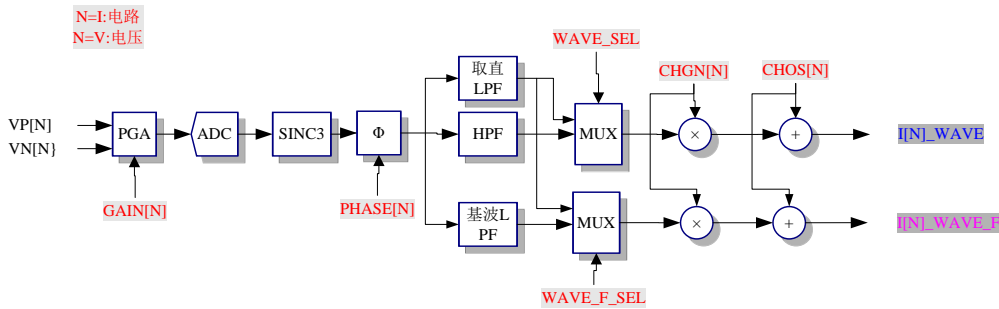 N=I:电路
N=V:电压
WAVE_SEL
CHGN[N]
CHOS[N]
取直
LPF
VP[N]
VN[N}
PGA
ADC
SINC3
Φ
HPF
MUX
×
+
I[N]_WAVE
GAIN[N]
PHASE[N]
基波L
PF
MUX
×
+
I[N]_WAVE_F
WAVE_F_SEL